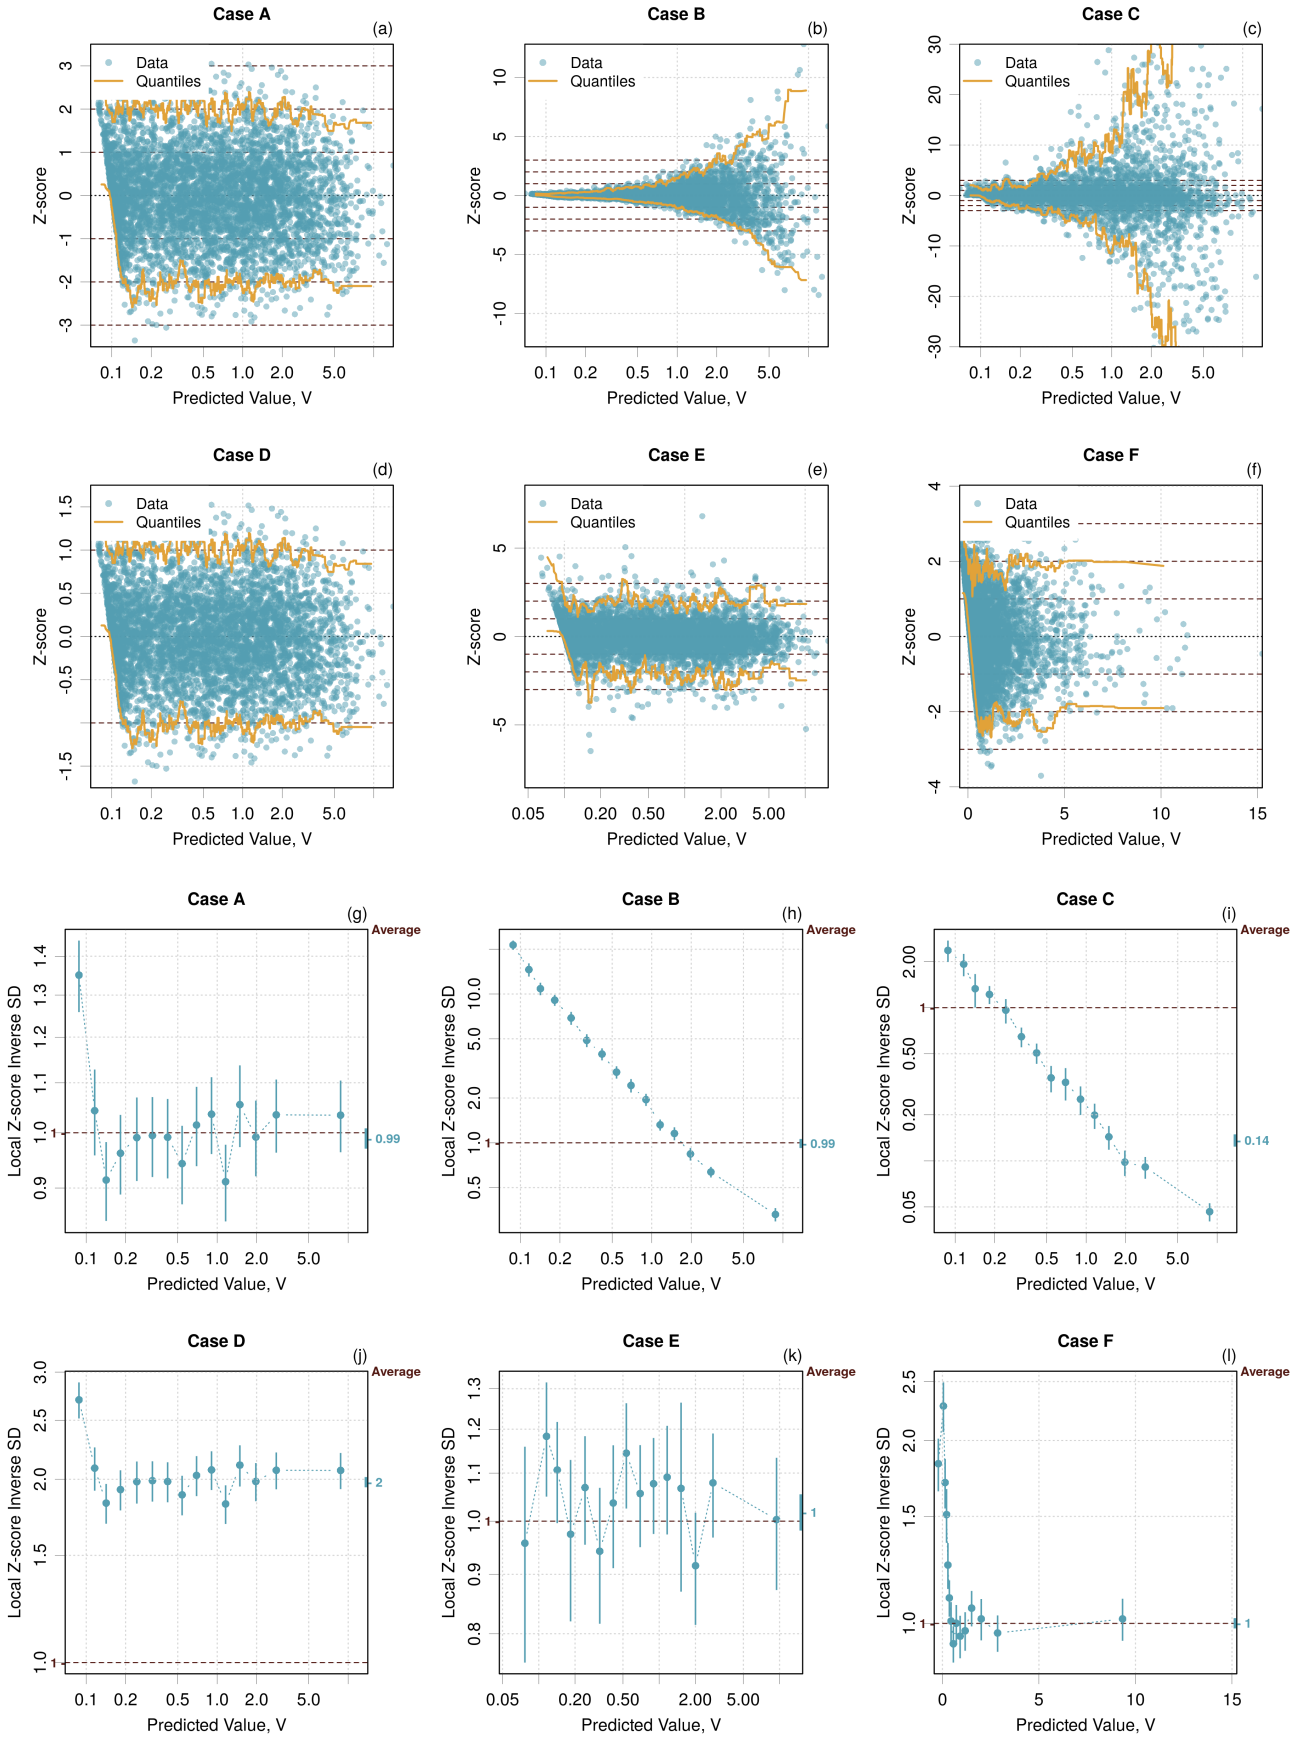 Case A
(a)
Data
Quantiles
Z-score
3
2
1
0
-1
-2
-3
0.1 0.2 0.5 1.0 2.0 5.0
Predicted Value, V
Case B
(b)
Data
Quantiles
Z-score
10
5
0
-5
-10
0.1 0.2 0.5 1.0 2.0 5.0
Predicted Value, V
Case C
(c)
Data
Quantiles
Z-score
30
20
10
0
-10
-20
-30
0.1 0.2 0.5 1.0 2.0 5.0
Predicted Value, V
Case D
(d)
Data
Quantiles
Z-score
1.5
1.0
0.5
0.0
-0.5
-1.5
0.1 0.2 0.5 1.0 2.0 5.0
Predicted Value, V
Case E
(e)
Data
Quantiles
Z-score
5
0
-5
0.05 0.20 0.50 2.00 5.00
Predicted Value, V
Case F
(f)
Data
Quantiles
Z-score
4
2
0
-2
-4
0 5 10 15
Predicted Value, V
Case A
(g)
Average
Local Z-score Inverse SD
1.4
1.3
1.2
1.1
1.0
0.9
1
0.99
0.1 0.2 0.5 1.0 2.0 5.0
Predicted Value, V
Case B
(h)
Average
Local Z-score Inverse SD
10.0
5.0
2.0
1.0
0.5
1
0.99
0.1 0.2 0.5 1.0 2.0 5.0
Predicted Value, V
Case C
(i)
Average
Local Z-score Inverse SD
2.00
0.50
0.20
0.05
1
0.14
0.1 0.2 0.5 1.0 2.0 5.0
Predicted Value, V
Case D
(j)
Average
Local Z-score Inverse SD
3.0
2.5
2.0
1.5
1.0
1
2
0.1 0.2 0.5 1.0 2.0 5.0
Predicted Value, V
Case E
(k)
Average
Local Z-score Inverse SD
1.3
1.2
1.1
1.0
0.9
0.8
1
1
0.05 0.20 0.50 2.00 5.00
Predicted Value, V
Case F
(l)
Average
Local Z-score Inverse SD
2.5
2.0
1.5
1.0
1
1
0 5 10 15
Predicted Value, V